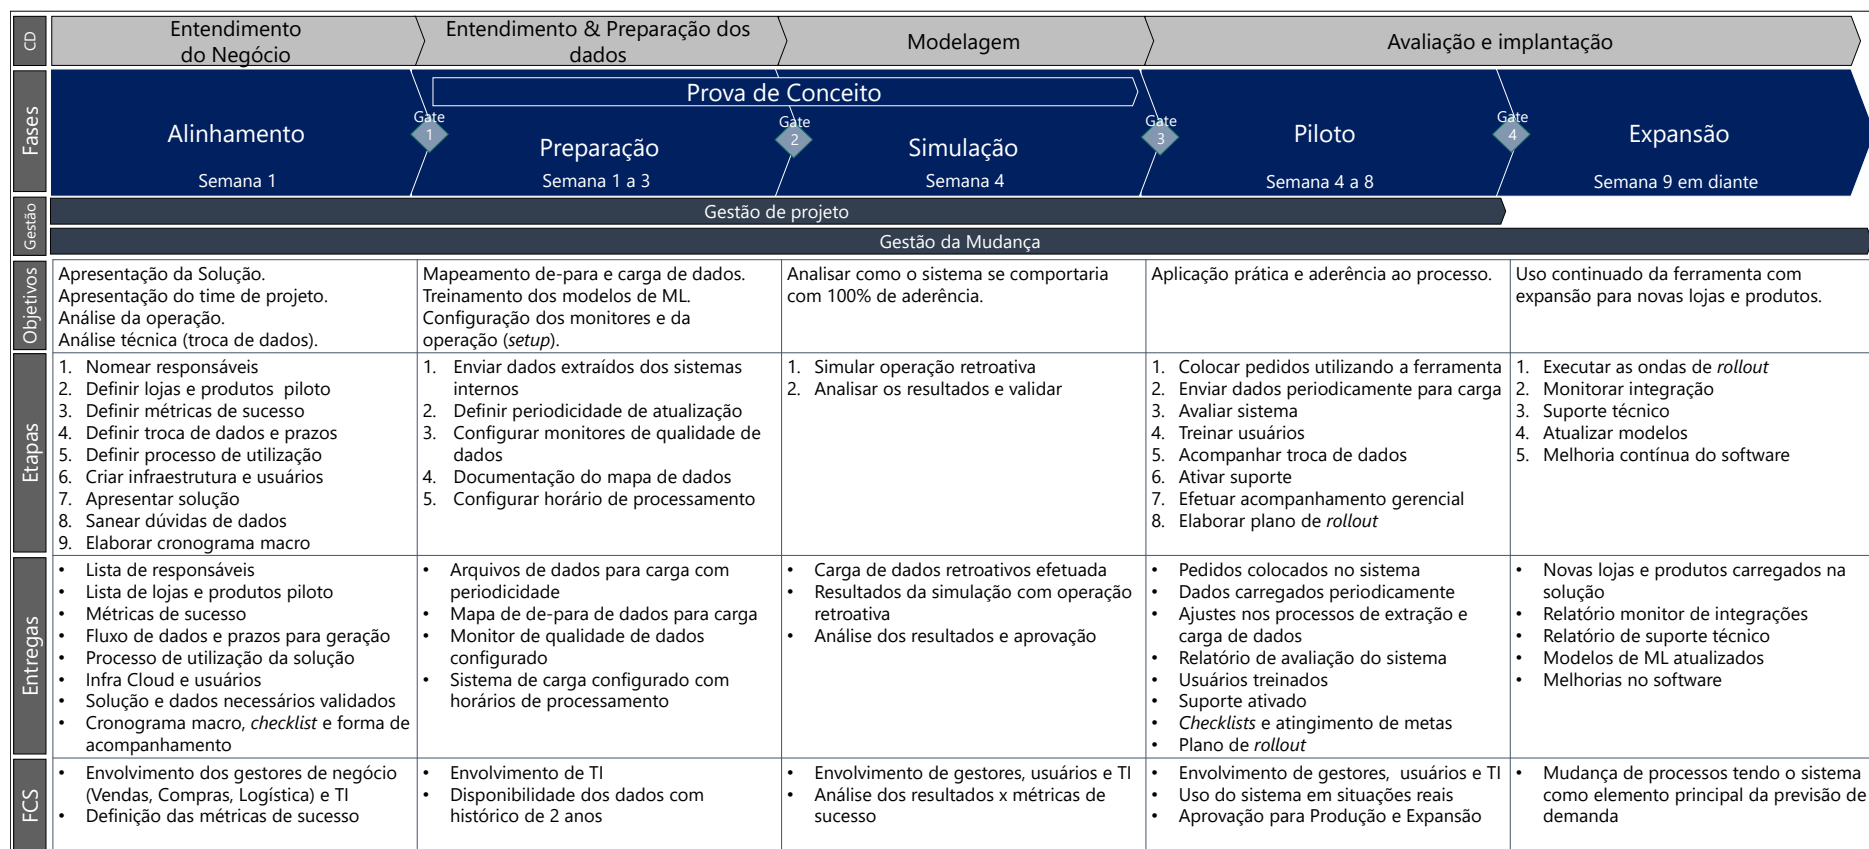 CD
Entendimento
do Negócio
Entendimento & Preparação dos
dados
Modelagem
Avaliação e implantação
Fases
Prova de Conceito
Alinhamento
Semana 1
Gate
1
Preparação
Semana 1 a 3
Gate
2
Simulação
Semana 4
Gate
3
Piloto
Semana 4 a 8
Gate
4
Expansão
Semana 9 em diante
Gestão
Gestão de projeto
Gestão da Mudança
Objetivos
Apresentação da Solução.
Apresentação do time de projeto.
Análise da operação.
Análise técnica (troca de dados).
Mapeamento de-para e carga de dados.
Treinamento dos modelos de ML.
Configuração dos monitores e da
operação (setup).
Analisar como o sistema se comportaria
com 100% de aderência.
Aplicação prática e aderência ao processo.
Uso continuado da ferramenta com
expansão para novas lojas e produtos.
Etapas
1. Nomear responsáveis
2. Definir lojas e produtos piloto
3. Definir métricas de sucesso
4. Definir troca de dados e prazos
5. Definir processo de utilização
6. Criar infraestrutura e usuários
7. Apresentar solução
8. Sanear dúvidas de dados
9. Elaborar cronograma macro
1. Enviar dados extraídos dos sistemas
internos
2. Definir periodicidade de atualização
3. Configurar monitores de qualidade de
dados
4. Documentação do mapa de dados
5. Configurar horário de processamento
1. Simular operação retroativa
2. Analisar os resultados e validar
1. Colocar pedidos utilizando a ferramenta
2. Enviar dados periodicamente para carga
3. Avaliar sistema
4. Treinar usuários
5. Acompanhar troca de dados
6. Ativar suporte
7. Efetuar acompanhamento gerencial
8. Elaborar plano de rollout
1. Executar as ondas de rollout
2. Monitorar integração
3. Suporte técnico
4. Atualizar modelos
5. Melhoria contínua do software
Entregas
• Lista de responsáveis
• Lista de lojas e produtos piloto
• Métricas de sucesso
• Fluxo de dados e prazos para geração
• Processo de utilização da solução
• Infra Cloud e usuários
• Solução e dados necessários validados
• Cronograma macro, checklist e forma de
acompanhamento
• Arquivos de dados para carga com
periodicidade
• Mapa de de-para de dados para carga
• Monitor de qualidade de dados
configurado
• Sistema de carga configurado com
horários de processamento
• Carga de dados retroativos efetuada
• Resultados da simulação com operação
retroativa
• Análise dos resultados e aprovação
• Pedidos colocados no sistema
• Dados carregados periodicamente
• Ajustes nos processos de extração e
carga de dados
• Relatório de avaliação do sistema
• Usuários treinados
• Suporte ativado
• Checklists e atingimento de metas
• Plano de rollout
• Novas lojas e produtos carregados na
solução
• Relatório monitor de integrações
• Relatório de suporte técnico
• Modelos de ML atualizados
• Melhorias no software
FCS
• Envolvimento dos gestores de negócio
(Vendas, Compras, Logística) e TI
• Definição das métricas de sucesso
• Envolvimento de TI
• Disponibilidade dos dados com
histórico de 2 anos
• Envolvimento de gestores, usuários e TI
• Análise dos resultados x métricas de
sucesso
• Envolvimento de gestores, usuários e TI
• Uso do sistema em situações reais
• Aprovação para Produção e Expansão
• Mudança de processos tendo o sistema
como elemento principal da previsão de
demanda